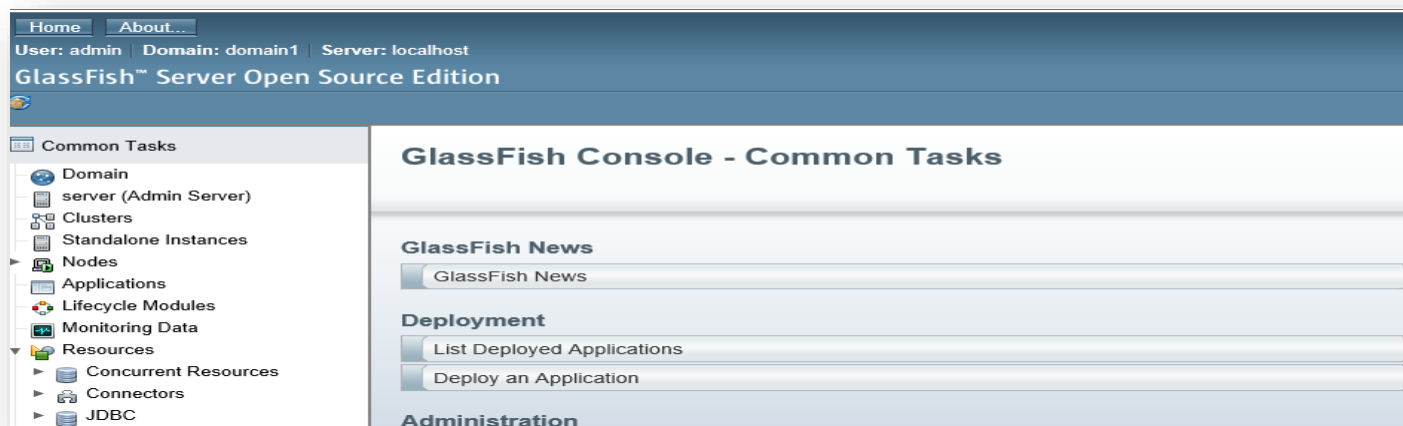 Home About...
User: admin Domain: domain1 Server: localhost
GlassFish™ Server Open Source Edition
Common Tasks
Domain
server (Admin Server)
Clusters
Standalone Instances
Nodes
Applications
Lifecycle Modules
Monitoring Data
Resources
Concurrent Resources
Connectors
JDBC
GlassFish Console - Common Tasks
GlassFish News
GlassFish News
Deployment
List Deployed Applications
Deploy an Application
Administration